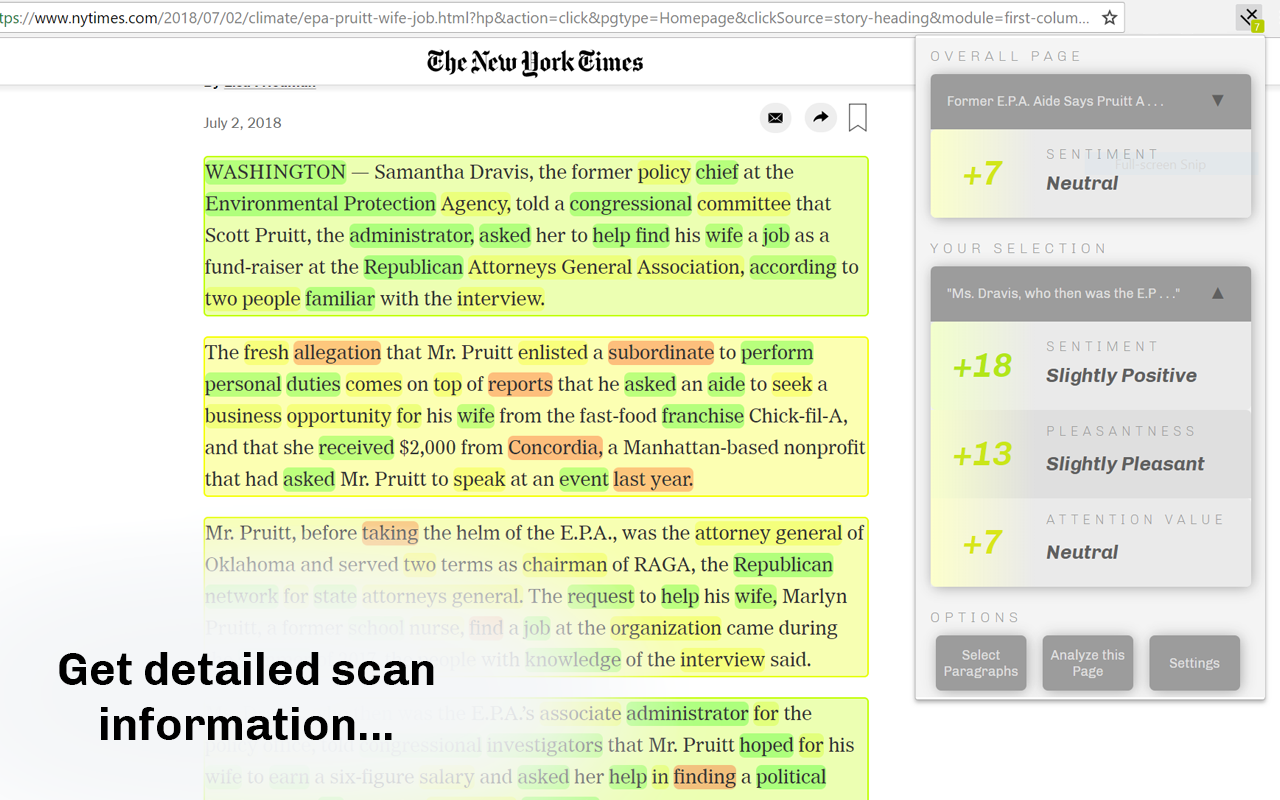 tps://www.nytimes.com/2018/07/02/climate/epa-pruitt-wife-job.html?hp&action=click&pgtype=Homepage&clickSource=story-heading&module=first-colum...
7
The New York Times
By Lisa Friedman
July 2, 2018
WASHINGTON — Samantha Dravis, the former policy chief at the
Environmental Protection Agency, told a congressional committee that
Scott Pruitt, the administrator, asked her to help find his wife a job as a
fund-raiser at the Republican Attorneys General Association, according to
two people familiar with the interview.
The fresh allegation that Mr. Pruitt enlisted a subordinate to perform
personal duties comes on top of reports that he asked an aide to seek a
business opportunity for his wife from the fast-food franchise Chick-fil-A,
and that she received $2,000 from Concordia, a Manhattan-based nonprofit
that had asked Mr. Pruitt to speak at an event last year.
Mr. Pruitt, before taking the helm of the E.P.A., was the attorney general of
Oklahoma and served two terms as chairman of RAGA, the Republican
network for state attorneys general. The request to help his wife, Marlyn
Pruitt, a former school nurse, find a job at the organization came during
people with knowledge of the interview said.
was the E.P.A.'s associate administrator for the
policy office, told congressional investigators that Mr. Pruitt hoped for his
wife to earn a six-figure salary and asked her help in finding a political
Get detailed scan
information...
OVERALL PAGE
Former E.P.A. Aide Says Pruitt A . . .
▼
+7
SENTIMENT
Full-screen Snip
Neutral
YOUR SELECTION
"Ms. Dravis, who then was the E.P . . ."
▲
+18
SENTIMENT
Slightly Positive
+13
PLEASANTNESS
Slightly Pleasant
+7
ATTENTION VALUE
Neutral
OPTIONS
Select
Paragraphs
Analyze this
Page
Settings